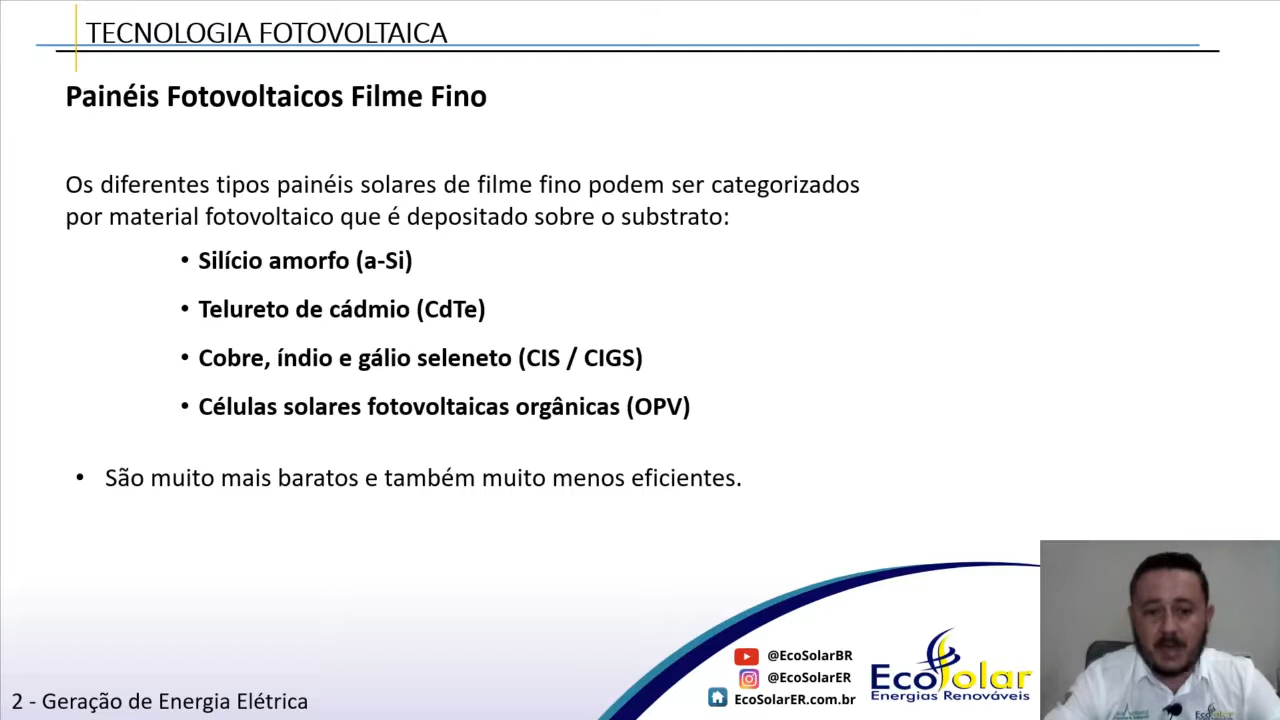 TECNOLOGIA FOTOVOLTAICA
Painéis Fotovoltaicos Filme Fino
Os diferentes tipos painéis solares de filme fino podem ser categorizados
por material fotovoltaico que é depositado sobre o substrato:
• Silício amorfo (a-Si)
• Telureto de cádmio (CdTe)
• Cobre, índio e gálio seleneto (CIS / CIGS)
• Células solares fotovoltaicas orgânicas (OPV)
• São muito mais baratos e também muito menos eficientes.
@EcoSolarBR
@EcoSolarER
EcoSolarER.com.br
EcoSolar
Energias Renováveis
2 - Geração de Energia Elétrica